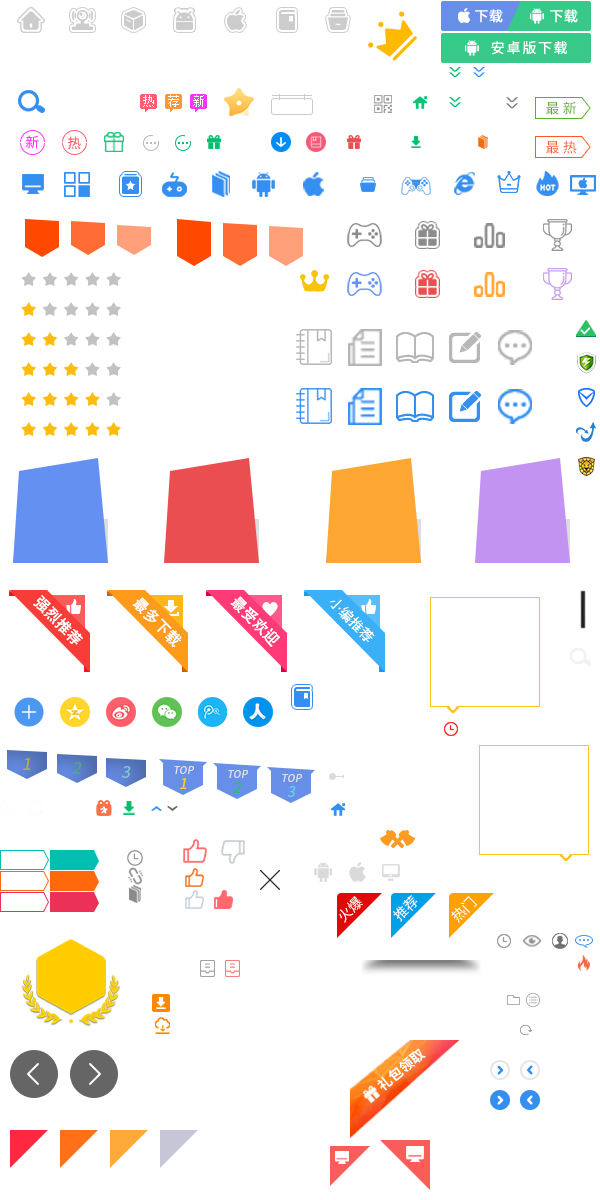 下载 下载
安卓版下载
热 荐 新
最新
新 热
最热
HOT
强烈推荐 最多下载 最受欢迎 小编推荐
1 2 3 TOP 1 TOP 2 TOP 3
火爆 推荐 热门
礼包领取